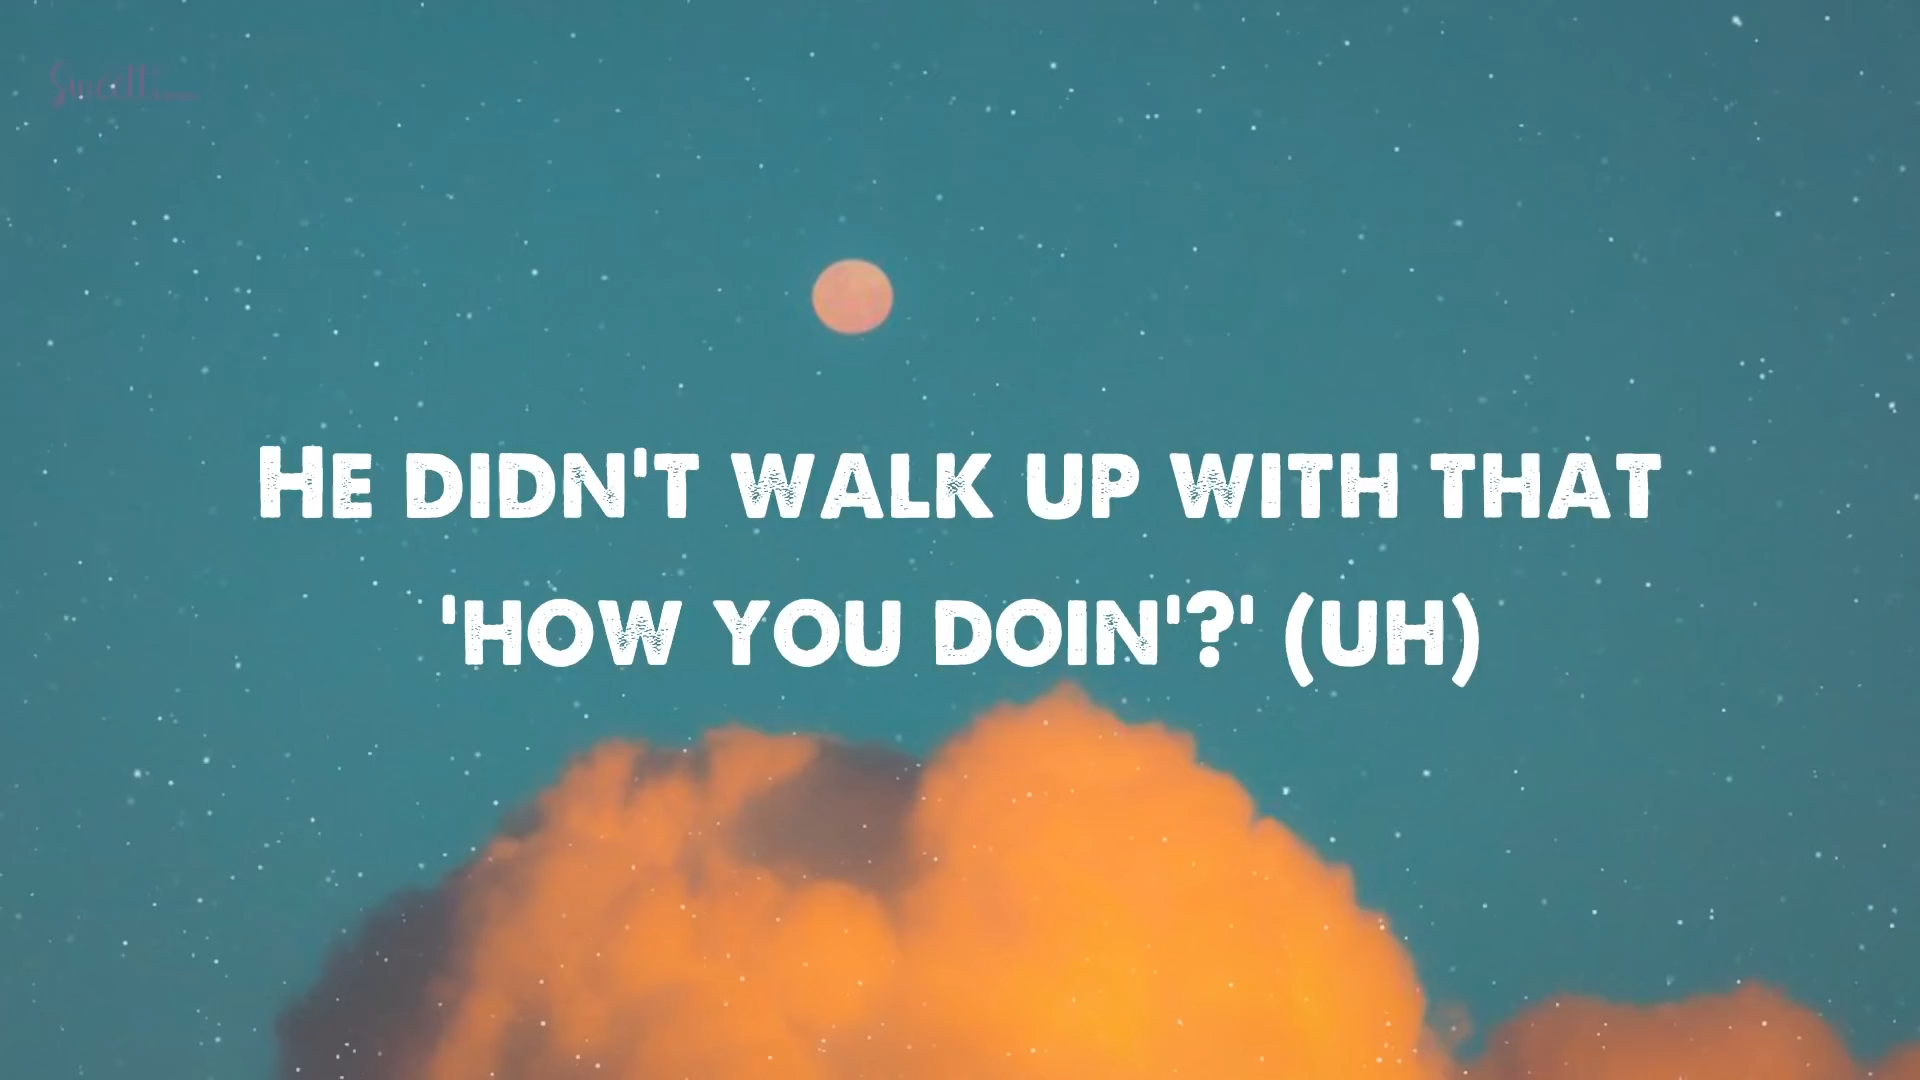 He didn't walk up with that
'how you doin'?' (uh)